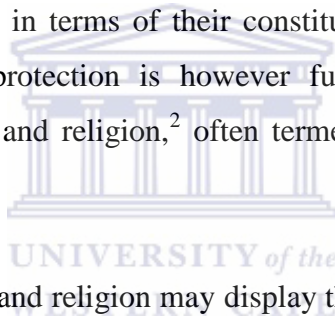 in terms of their constitu
protection is however fu
and religion,² often terme
UNIVERSITY of the
and religion may display th
WESTERN CAPE